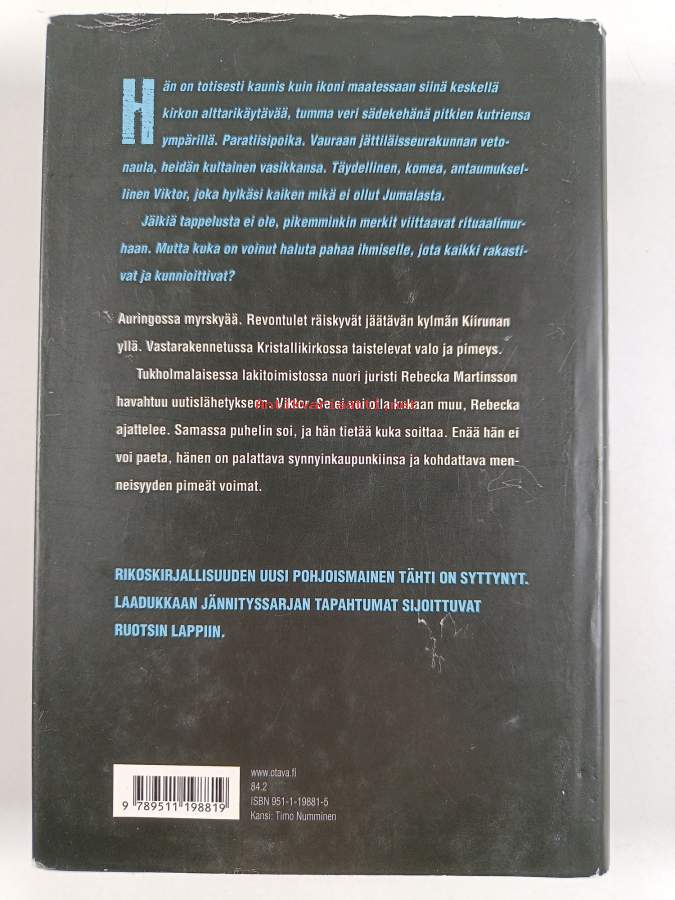 Hän on totisesti kaunis kuin ikoni maatessaan siinä keskellä
kirkon alttarikäytävää, tumma veri sädekehänä pitkien kutriensa
ympärillä. Paratiisipoika. Vauraan jättiläisseurakunnan veto-
naula, heidän kultainen vasikkansa. Täydellinen, komea, antaumuksel-
linen Viktor, joka hylkäsi kaiken mikä ei ollut Jumalasta.
Jälkiä tappelusta ei ole, pikemminkin merkit viittaavat rituaalimur-
haan. Mutta kuka on voinut haluta pahaa ihmiselle, jota kaikki rakasti-
vat ja kunnioittivat?
Auringossa myrskyää. Revontulet räiskyvät jäätävän kylmän Kiirunan
yllä. Vastarakennetussa Kristallikirkossa taistelevat valo ja pimeys.
Tukholmalaisessa lakitoimistossa nuori juristi Rebecka Martinsson
havahtuu uutislähetykseen. Viktor. Se ei voi olla kukaan muu, Rebecka
ajattelee. Samassa puhelin soi, ja hän tietää kuka soittaa. Enää hän ei
voi paeta, hänen on palattava synnyinkaupunkiinsa ja kohdattava men-
neisyyden pimeät voimat.
RIKOSKIRJALLISUUDEN UUSI POHJOISMAINEN TÄHTI ON SYTTYNYT.
LAADUKKAAN JÄNNITYSSARJAN TAPAHTUMAT SIJOITTUVAT
RUOTSIN LAPPIIN.
www.otava.fi
84.2
ISBN 951-1-19881-5
Kansi: Timo Numminen
9 789511 198819